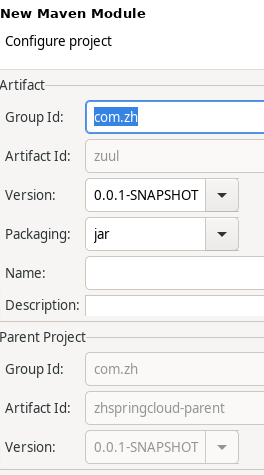 New Maven Module
Configure project
Artifact
Group Id: com.zh
Artifact Id: zuul
Version: 0.0.1-SNAPSHOT
Packaging: jar
Name:
Description:
Parent Project
Group Id: com.zh
Artifact Id: zhspringcloud-parent
Version: 0.0.1-SNAPSHOT